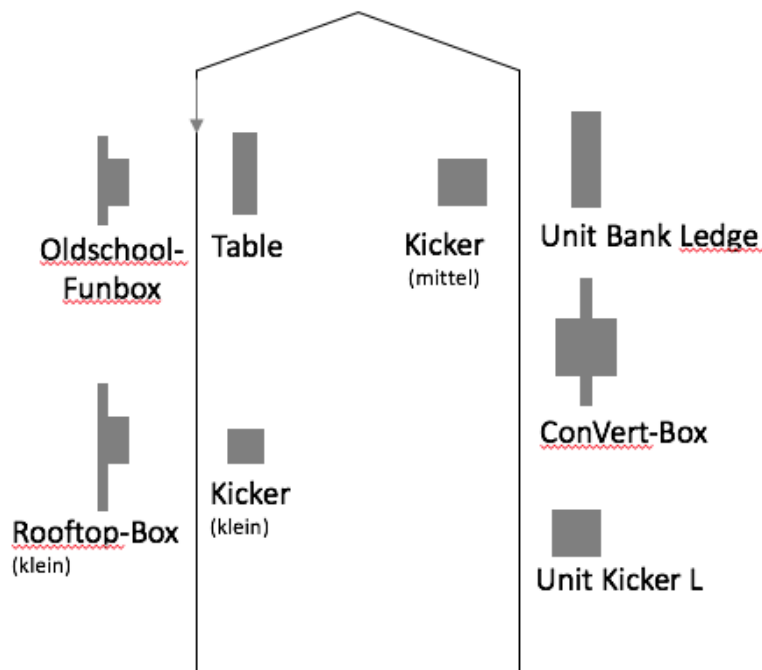 Oldschool-
Funbox
Table
Kicker
(mittel)
Unit Bank Ledge
ConVert-Box
Rooftop-Box
(klein)
Kicker
(klein)
Unit Kicker L